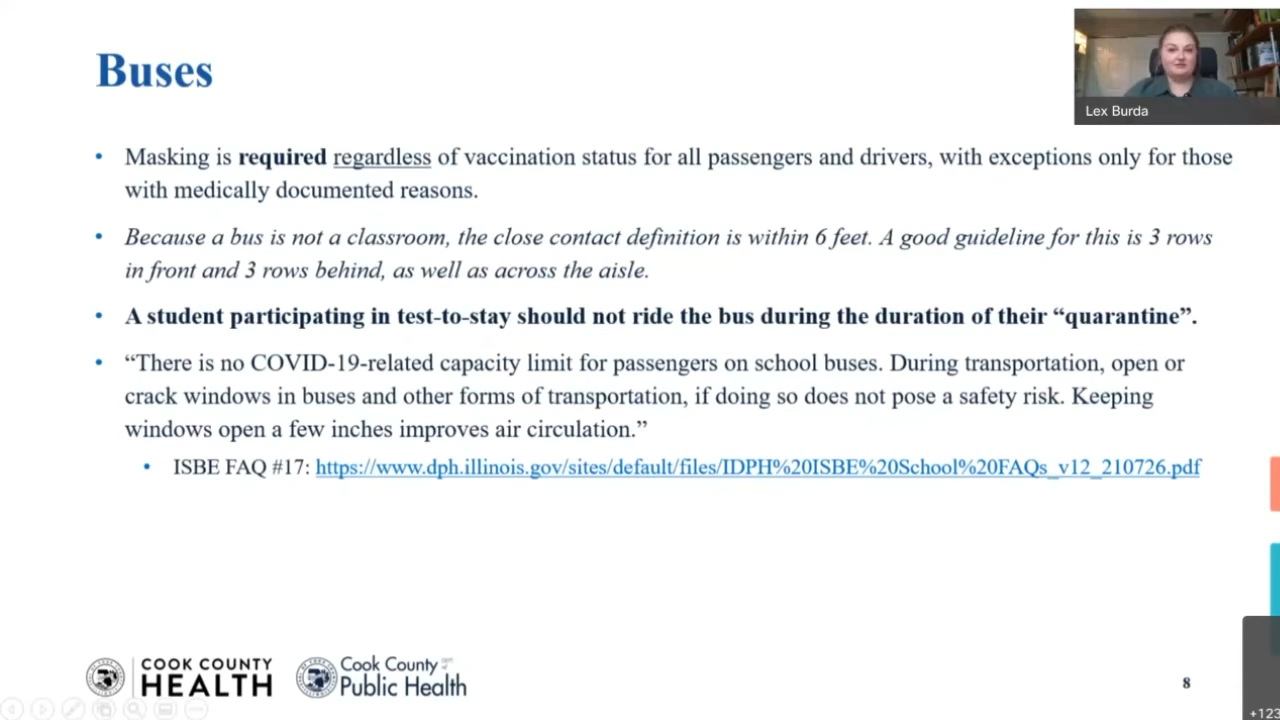 Buses
Lex Burda
• Masking is required regardless of vaccination status for all passengers and drivers, with exceptions only for those
with medically documented reasons.
• Because a bus is not a classroom, the close contact definition is within 6 feet. A good guideline for this is 3 rows
in front and 3 rows behind, as well as across the aisle.
• A student participating in test-to-stay should not ride the bus during the duration of their “quarantine”.
• “There is no COVID-19-related capacity limit for passengers on school buses. During transportation, open or
crack windows in buses and other forms of transportation, if doing so does not pose a safety risk. Keeping
windows open a few inches improves air circulation.”
• ISBE FAQ #17: https://www.dph.illinois.gov/sites/default/files/IDPH%20ISBE%20School%20FAQs_v12_210726.pdf
COOK COUNTY
HEALTH
Cook County
Public Health
8
+123